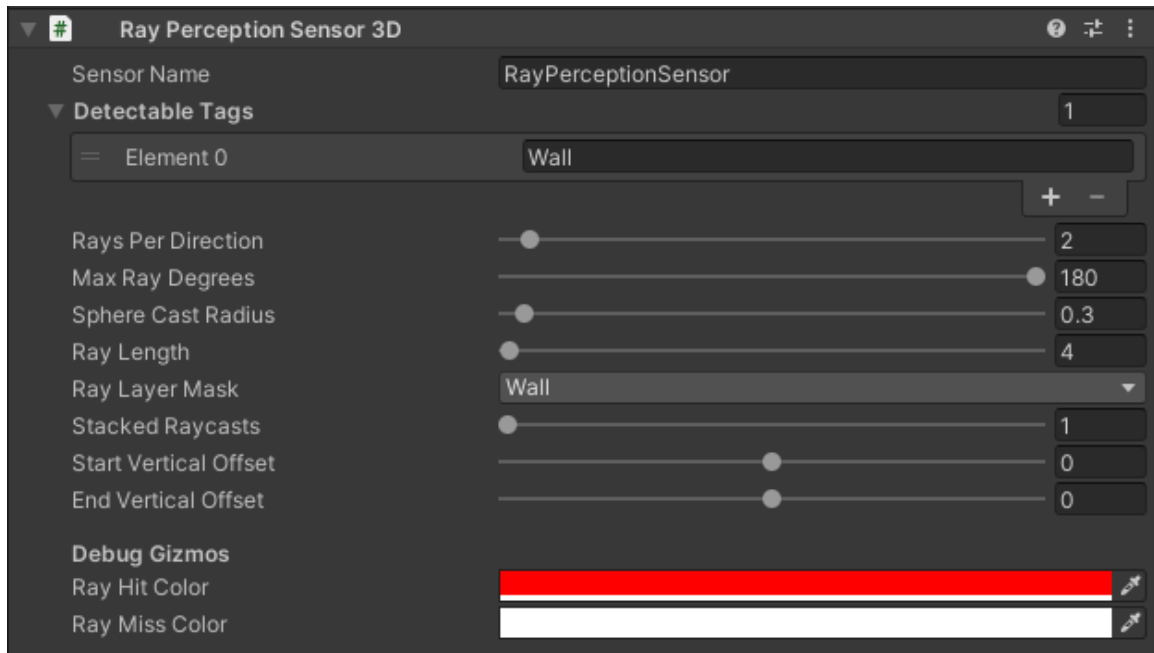 Ray Perception Sensor 3D
Sensor Name RayPerceptionSensor
Detectable Tags 1
Element 0 Wall
Rays Per Direction 2
Max Ray Degrees 180
Sphere Cast Radius 0.3
Ray Length 4
Ray Layer Mask Wall
Stacked Raycasts 1
Start Vertical Offset 0
End Vertical Offset 0
Debug Gizmos
Ray Hit Color
Ray Miss Color